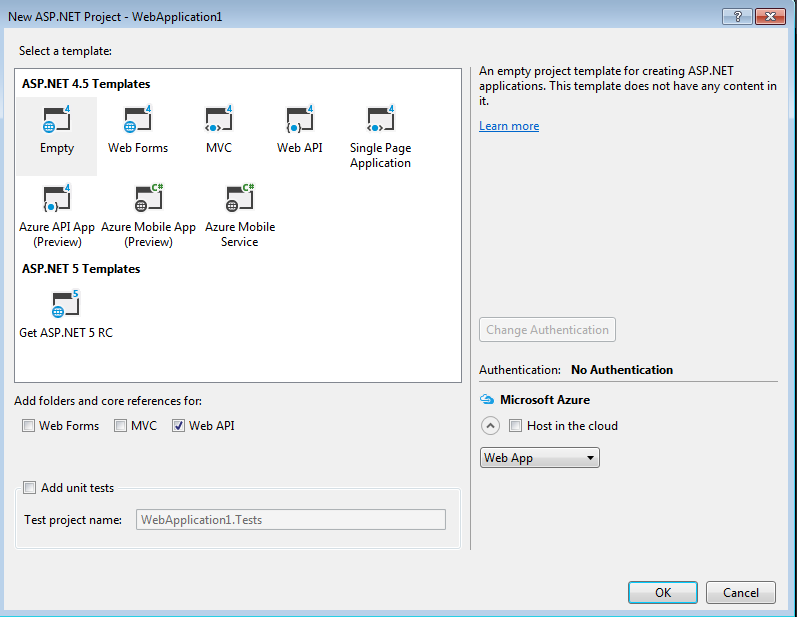 New ASP.NET Project - WebApplication1
?
Select a template:
ASP.NET 4.5 Templates
4 4 4 4 4
Empty Web Forms MVC Web API Single Page
Application
4 C# C#
Azure API App Azure Mobile App Azure Mobile
(Preview) (Preview) Service
ASP.NET 5 Templates
5
Get ASP.NET 5 RC
An empty project template for creating ASP.NET
applications. This template does not have any content in
it.
Learn more
Change Authentication
Authentication: No Authentication
Microsoft Azure
Host in the cloud
Web App
Add folders and core references for:
Web Forms MVC Web API
Add unit tests
Test project name: WebApplication1.Tests
OK Cancel